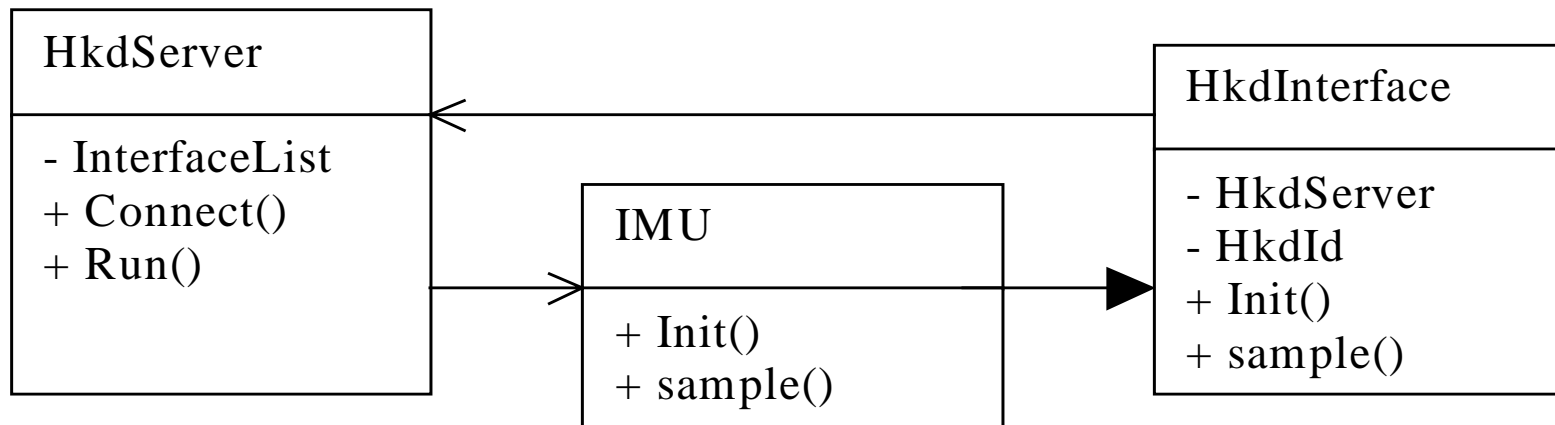 HkdServer
- InterfaceList
+ Connect()
+ Run()
IMU
+ Init()
+ sample()
HkdInterface
- HkdServer
- HkdId
+ Init()
+ sample()